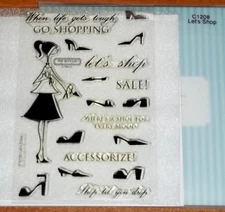 When life gets tough
GO SHOPPING
C1208
Let's Shop
let's shop
SALE!
THERE'S A SHOE FOR
EVERY MOOD!
ACCESSORIZE!
Shop til you drop